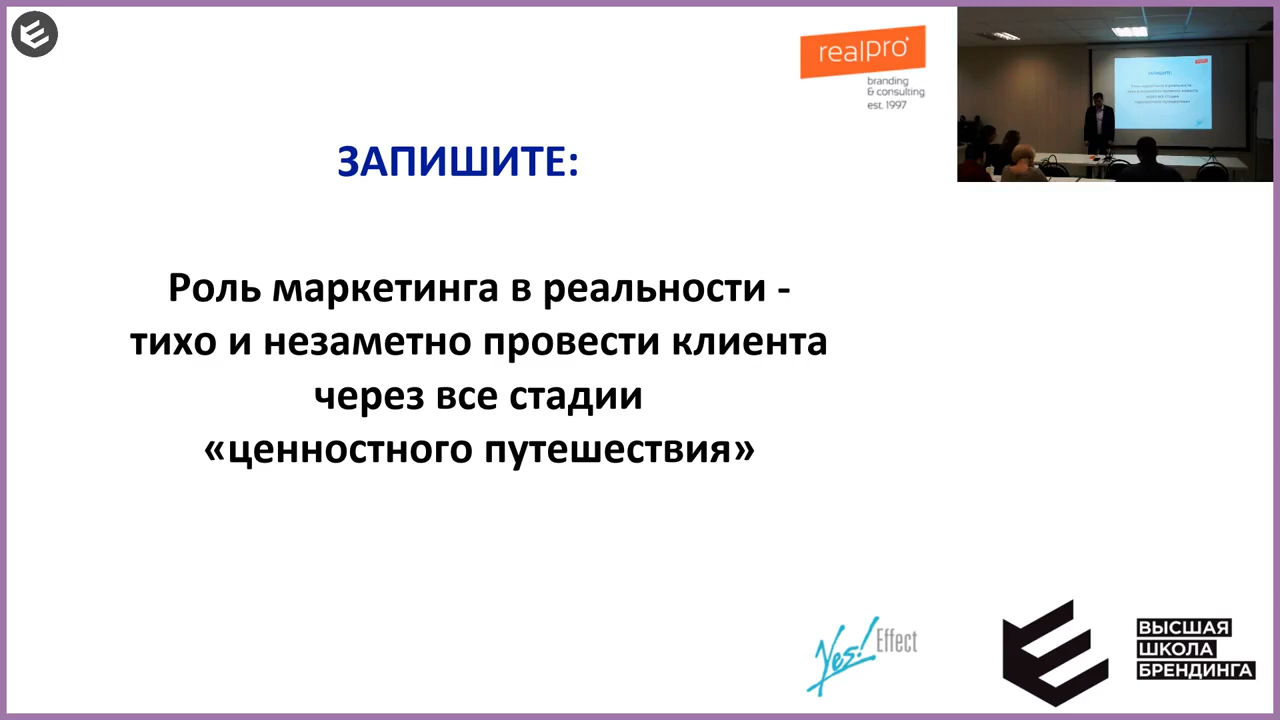 realpro
branding
& consulting
est. 1997
ЗАПИШИТЕ:
Роль маркетинга в реальности -
тихо и незаметно провести клиента
через все стадии
«ценностного путешествия»
Yes! Effect
ВЫСШАЯ
ШКОЛА
БРЕНДИНГА